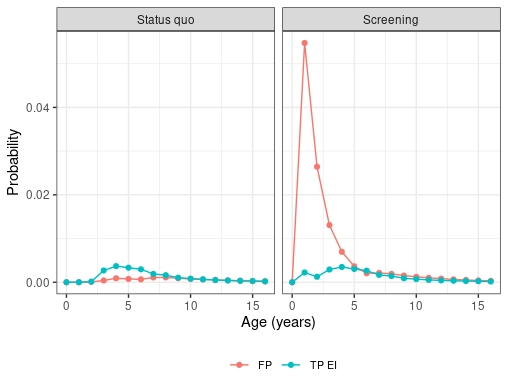 Status quo
Screening
Probability
0.04
0.02
0.00
0
5
10
15
0
5
10
15
Age (years)
FP
TP EI